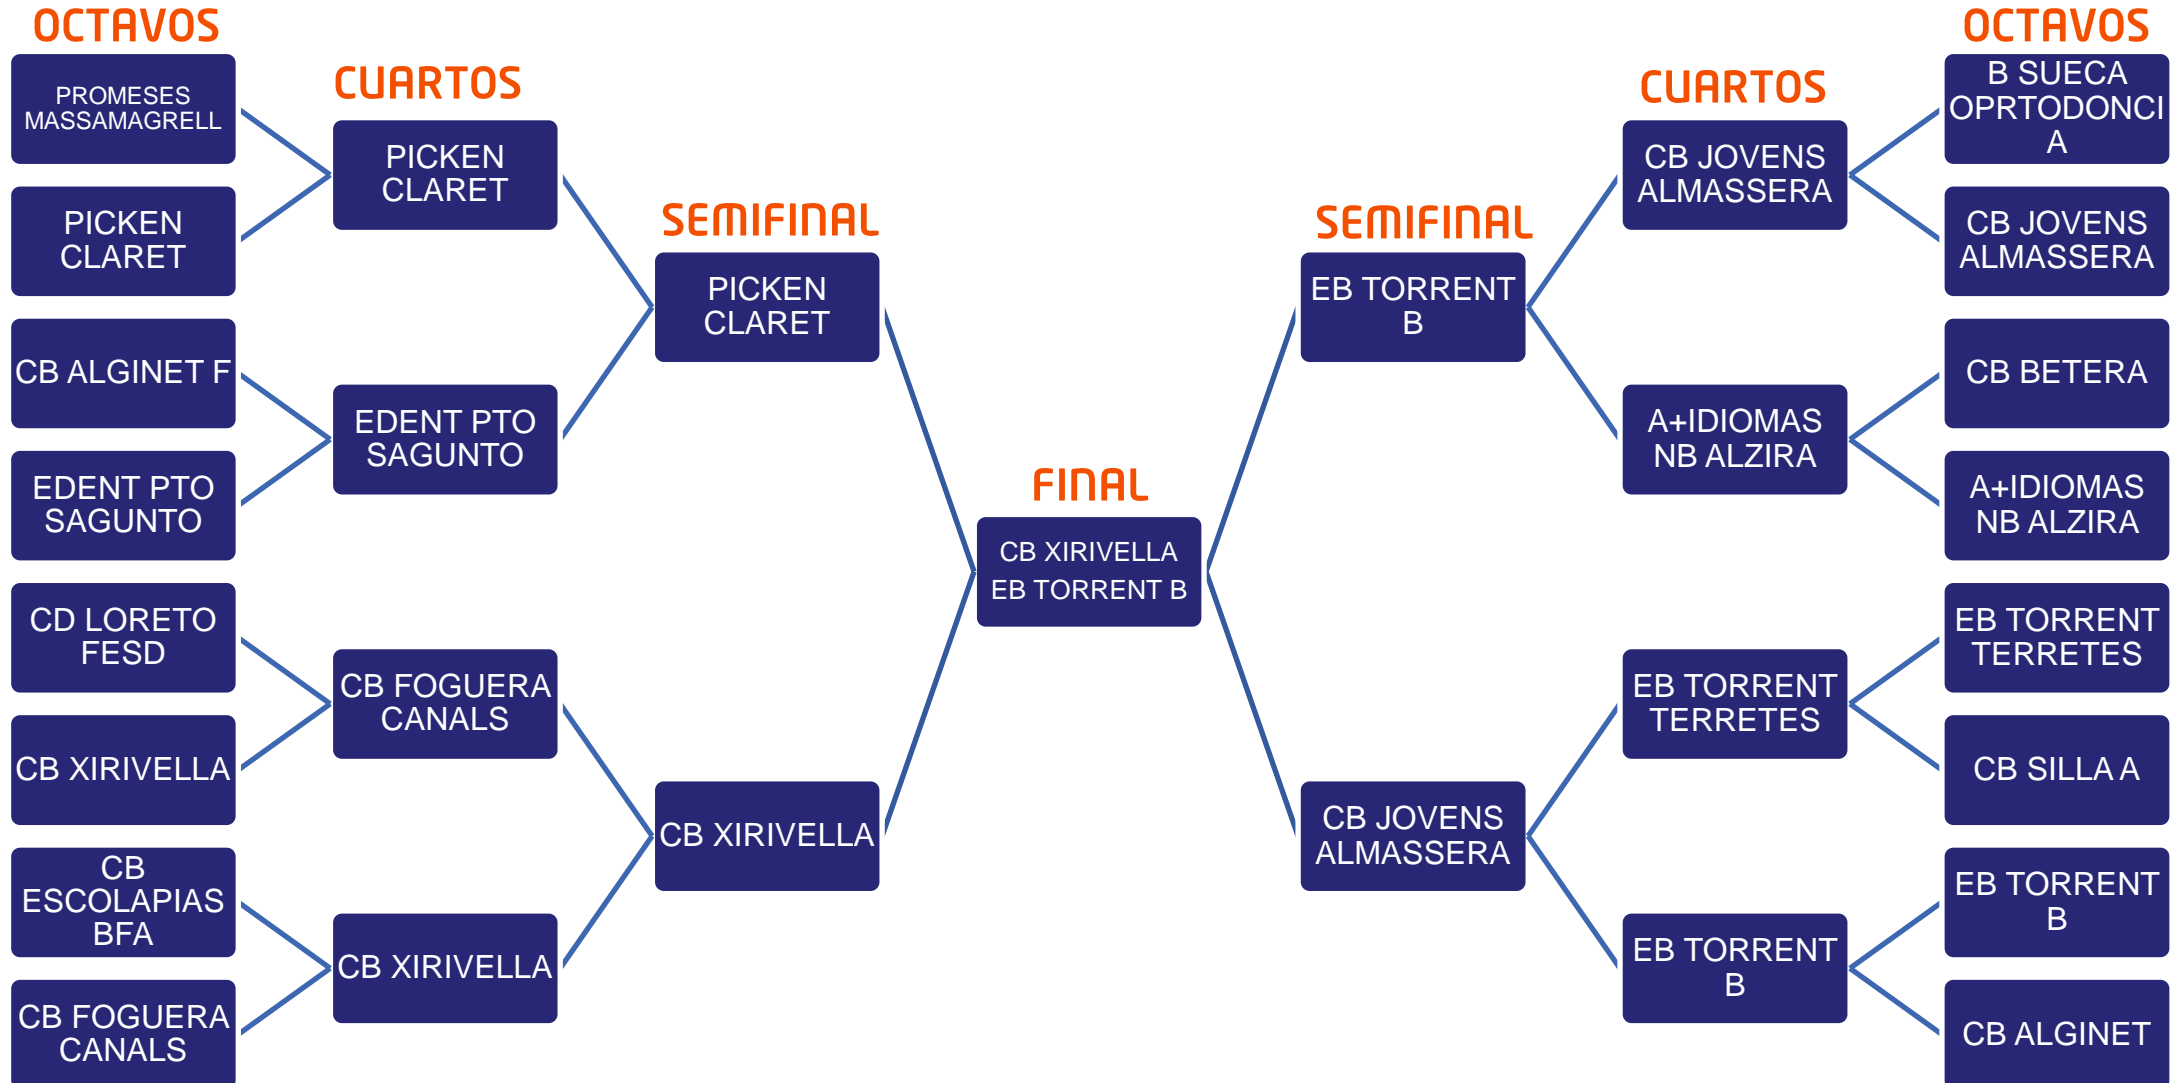 OCTAVOS
PROMESES
MASSAMAGRELL
PICKEN
CLARET
CB ALGINET F
EDENT PTO
SAGUNTO
CD LORETO
FESD
CB XIRIVELLA
CB
ESCOLAPIAS
BFA
CB FOGUERA
CANALS
CUARTOS
PICKEN
CLARET
EDENT PTO
SAGUNTO
CB FOGUERA
CANALS
CB XIRIVELLA
SEMIFINAL
PICKEN
CLARET
CB XIRIVELLA
FINAL
CB XIRIVELLA
EB TORRENT B
SEMIFINAL
EB TORRENT
B
CB JOVENS
ALMASSERA
CUARTOS
CB JOVENS
ALMASSERA
A+IDIOMAS
NB ALZIRA
EB TORRENT
TERRETES
EB TORRENT
B
OCTAVOS
B SUECA
OPRTODONCI
A
CB JOVENS
ALMASSERA
CB BETERA
A+IDIOMAS
NB ALZIRA
EB TORRENT
TERRETES
CB SILLA A
EB TORRENT
B
CB ALGINET